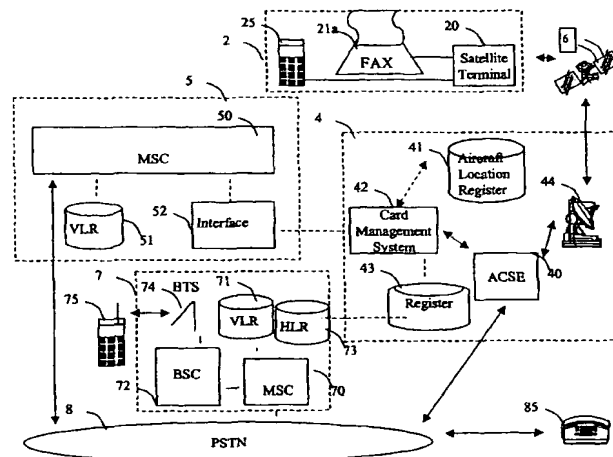 25
21a
20
2
FAX
Satellite
Terminal
6
5
50
4
MSC
41
Aircraft
Location
Register
42
44
52
Card
Management
System
VLR
51
Interface
43
ACSE
40
7
71
75
74
BTS
Register
VLR
HLR
73
BSC
72
MSC
70
8
85
PSTN